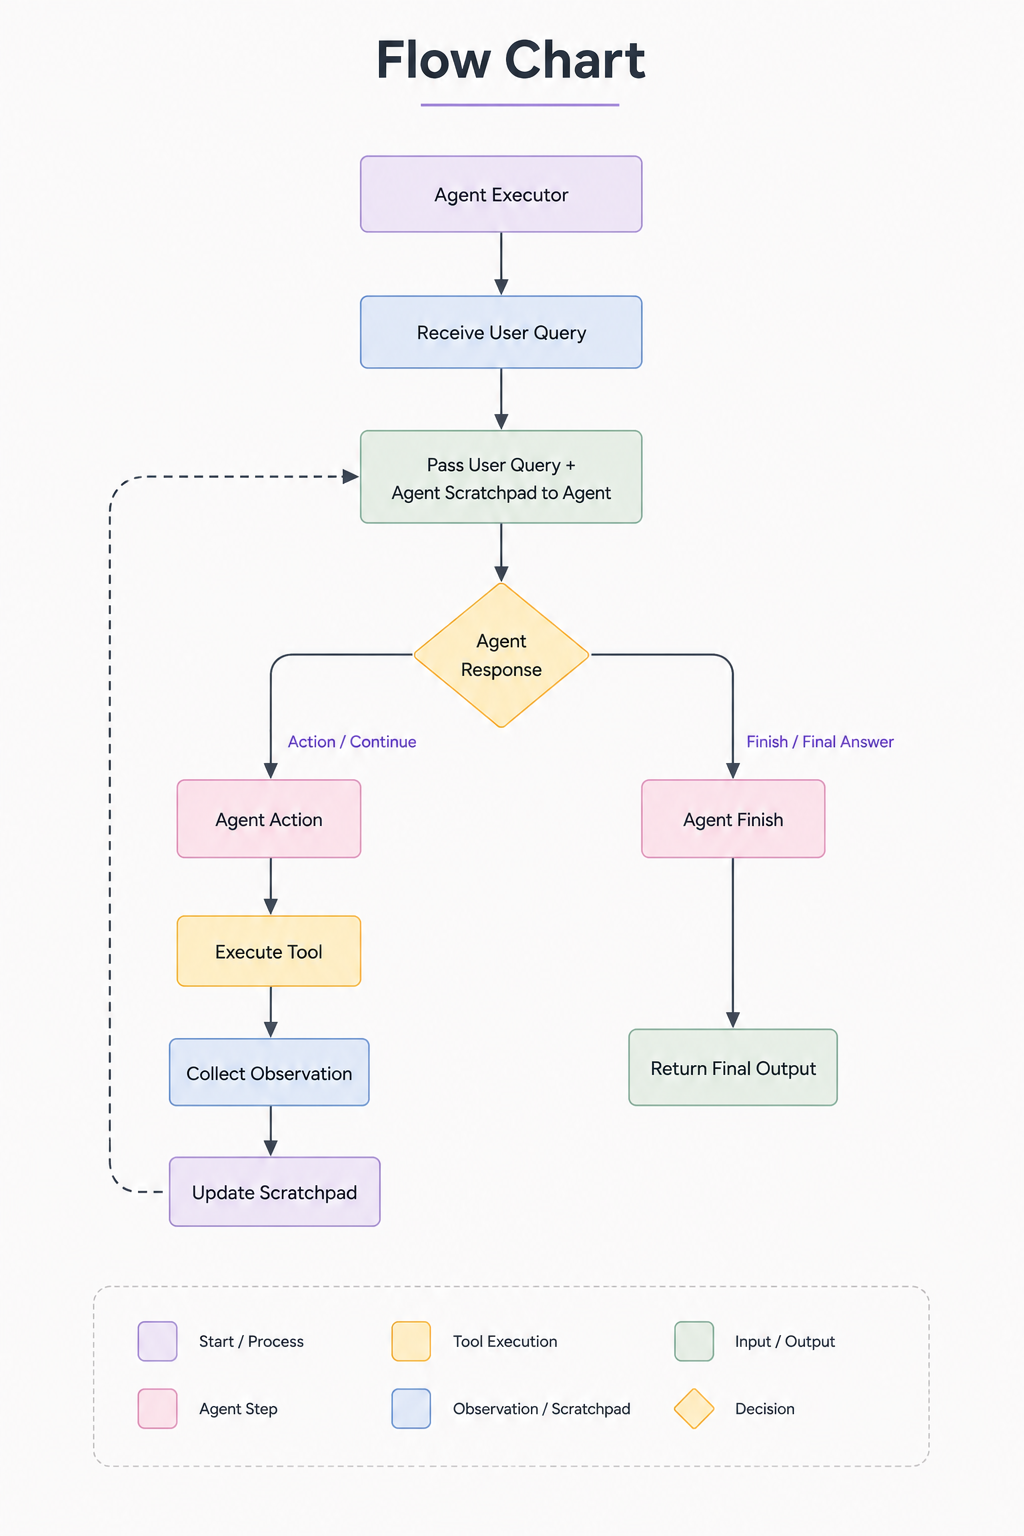 Flow Chart
Agent Executor
Receive User Query
Pass User Query +
Agent Scratchpad to Agent
Agent
Response
Action / Continue
Finish / Final Answer
Agent Action
Agent Finish
Execute Tool
Collect Observation
Return Final Output
Update Scratchpad
Start / Process
Tool Execution
Input / Output
Agent Step
Observation / Scratchpad
Decision